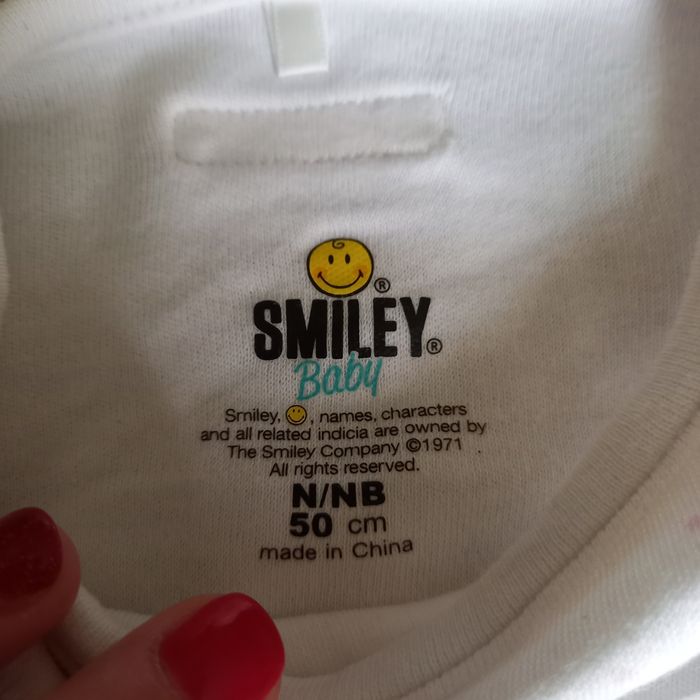 ®
SMILEY®
Baby
Smiley, , names, characters
and all related indicia are owned by
The Smiley Company ©1971
All rights reserved.
N/NB
50 cm
made in China